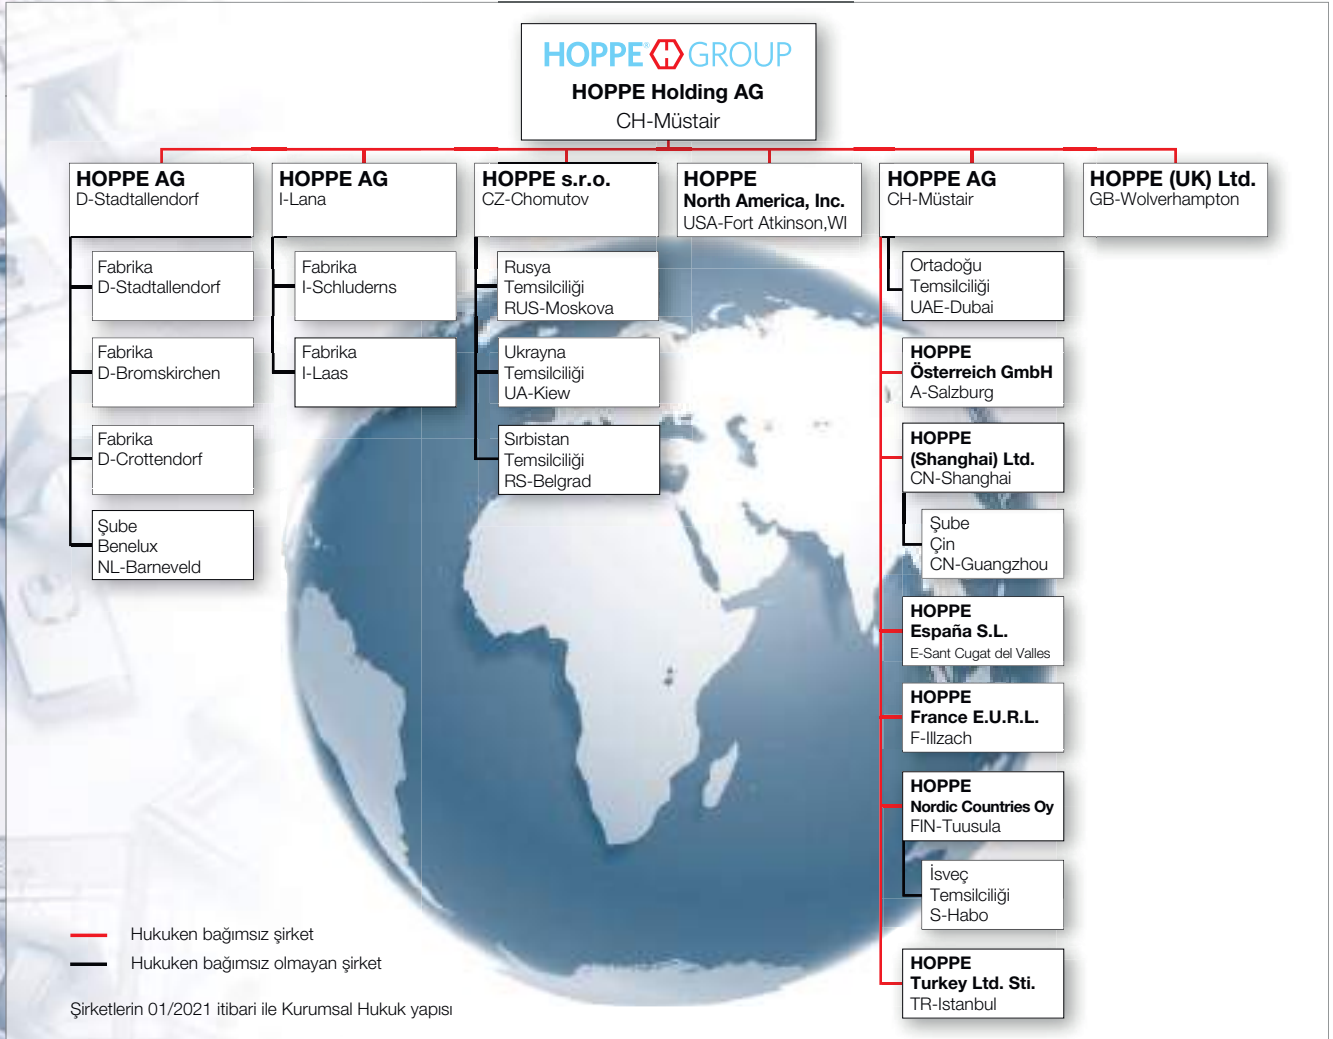 HOPPE® GROUP
HOPPE Holding AG
CH-Müstair
HOPPE AG
D-Stadtallendorf
Fabrika
D-Stadtallendorf
Fabrika
D-Bromskirchen
Fabrika
D-Crottendorf
Şube
Benelux
NL-Barneveld
HOPPE AG
I-Lana
Fabrika
I-Schluderns
Fabrika
I-Laas
HOPPE s.r.o.
CZ-Chomutov
Rusya
Temsilciliği
RUS-Moskova
Ukrayna
Temsilciliği
UA-Kiew
Sırbistan
Temsilciliği
RS-Belgrad
HOPPE
North America, Inc.
USA-Fort Atkinson,WI
HOPPE AG
CH-Müstair
Ortadoğu
Temsilciliği
UAE-Dubai
HOPPE
Österreich GmbH
A-Salzburg
HOPPE
(Shanghai) Ltd.
CN-Shanghai
Şube
Çin
CN-Guangzhou
HOPPE
España S.L.
E-Sant Cugat del Valles
HOPPE
France E.U.R.L.
F-Illzach
HOPPE
Nordic Countries Oy
FIN-Tuusula
İsveç
Temsilciliği
S-Habo
HOPPE
Turkey Ltd. Sti.
TR-Istanbul
HOPPE (UK) Ltd.
GB-Wolverhampton
Hukuken bağımsız şirket
Hukuken bağımsız olmayan şirket
Şirketlerin 01/2021 itibari ile Kurumsal Hukuk yapısı